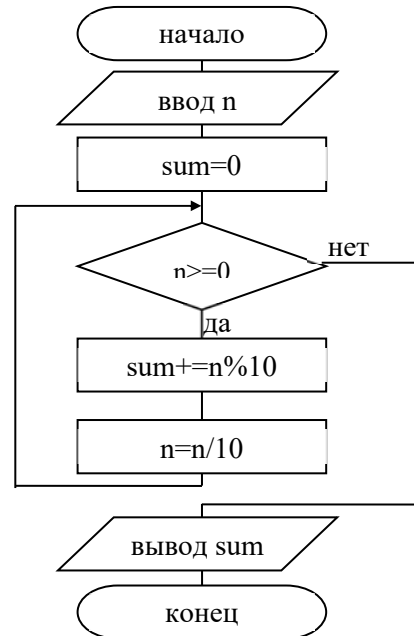 начало
ввод n
sum=0
n>=0
нет
да
sum+=n%10
n=n/10
вывод sum
конец